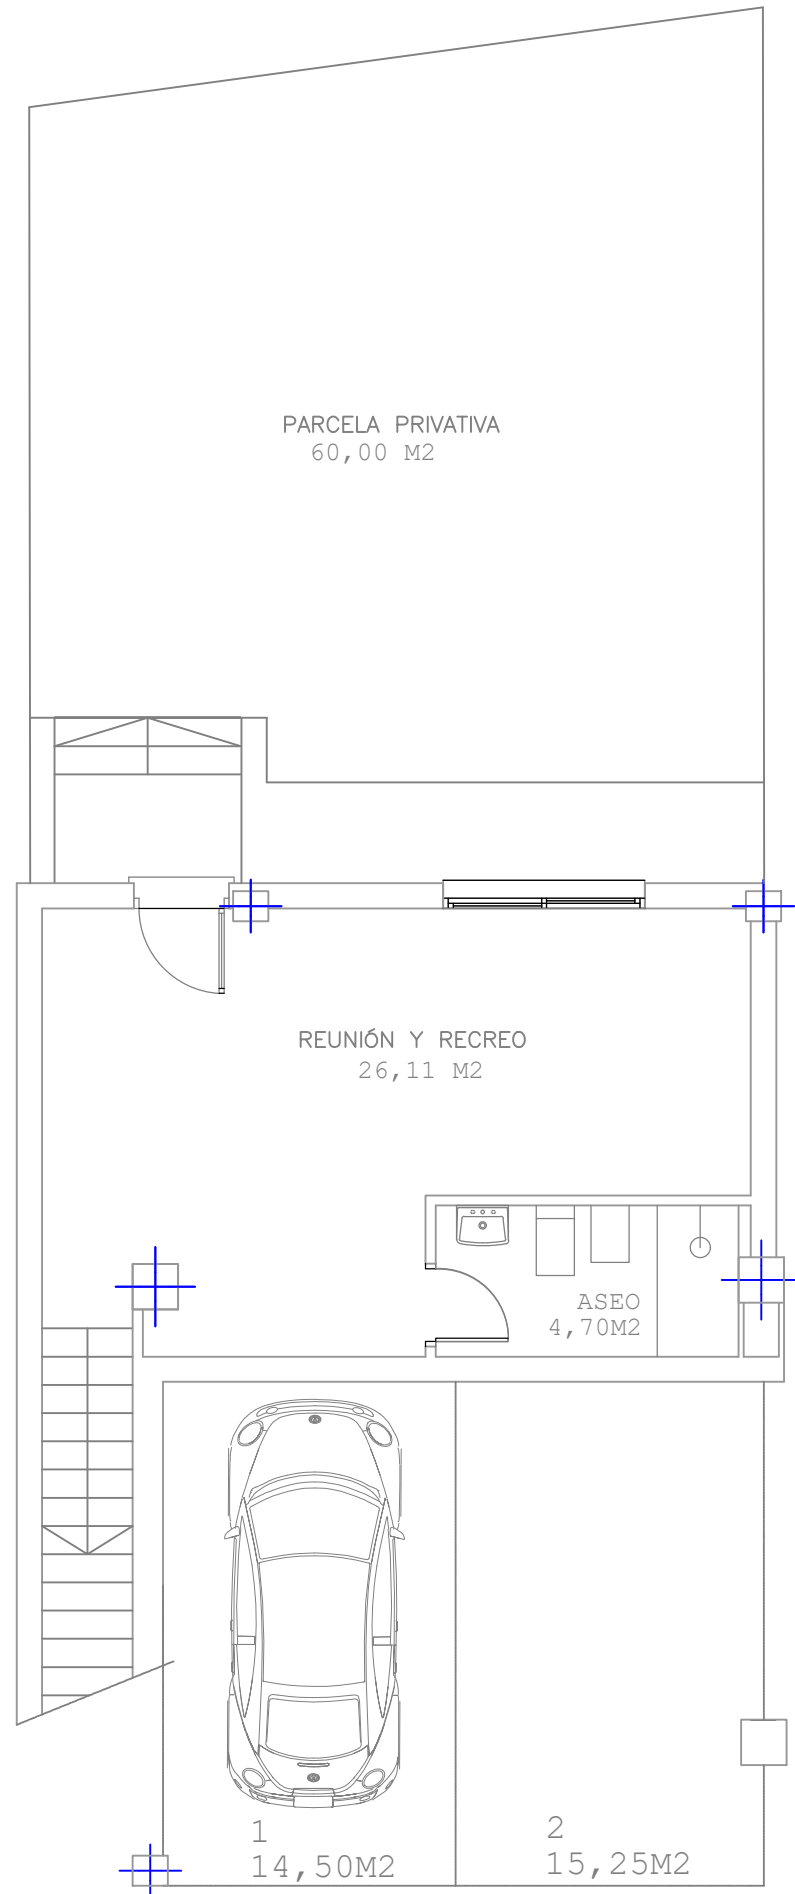 PARCELA PRIVATIVA
60,00 M2
REUNIÓN Y RECREO
26,11 M2
ASEO
4,70M2
1
14,50M2
2
15,25M2